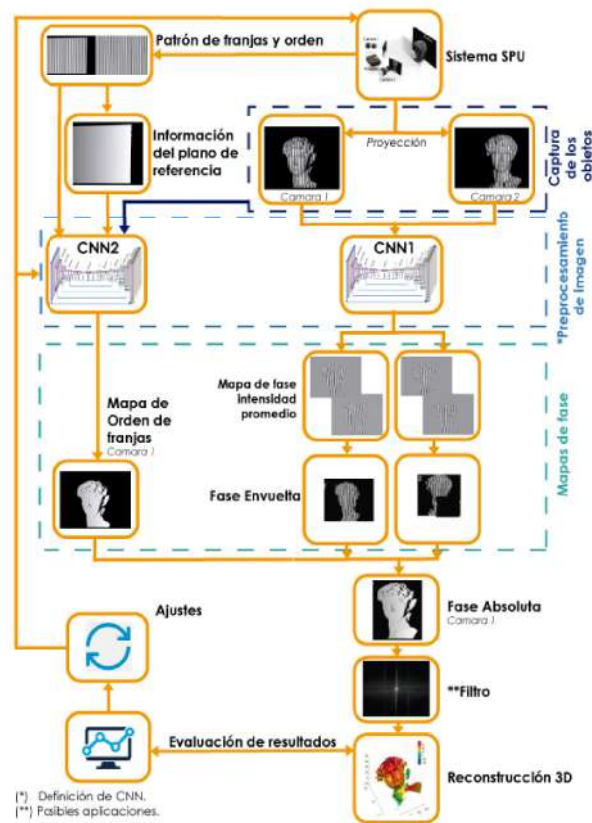 Patrón de franjas y orden
Sistema SPU
Información
del plano de
referencia
Proyección
Camara 1
Camara 2
Captura
de los
objetos
CNN2
CNN1
*Preprocesamiento
de Imagen
Mapa de fase
intensidad
promedio
Mapa de
Orden de
franjas
Camara 1
Fase Envuelta
Mapas de fase
Fase Absoluta
Camara 1
Ajustes
**Filtro
Evaluación de resultados
Reconstrucción 3D
(*) Definición de CNN.
(**) Posibles aplicaciones.